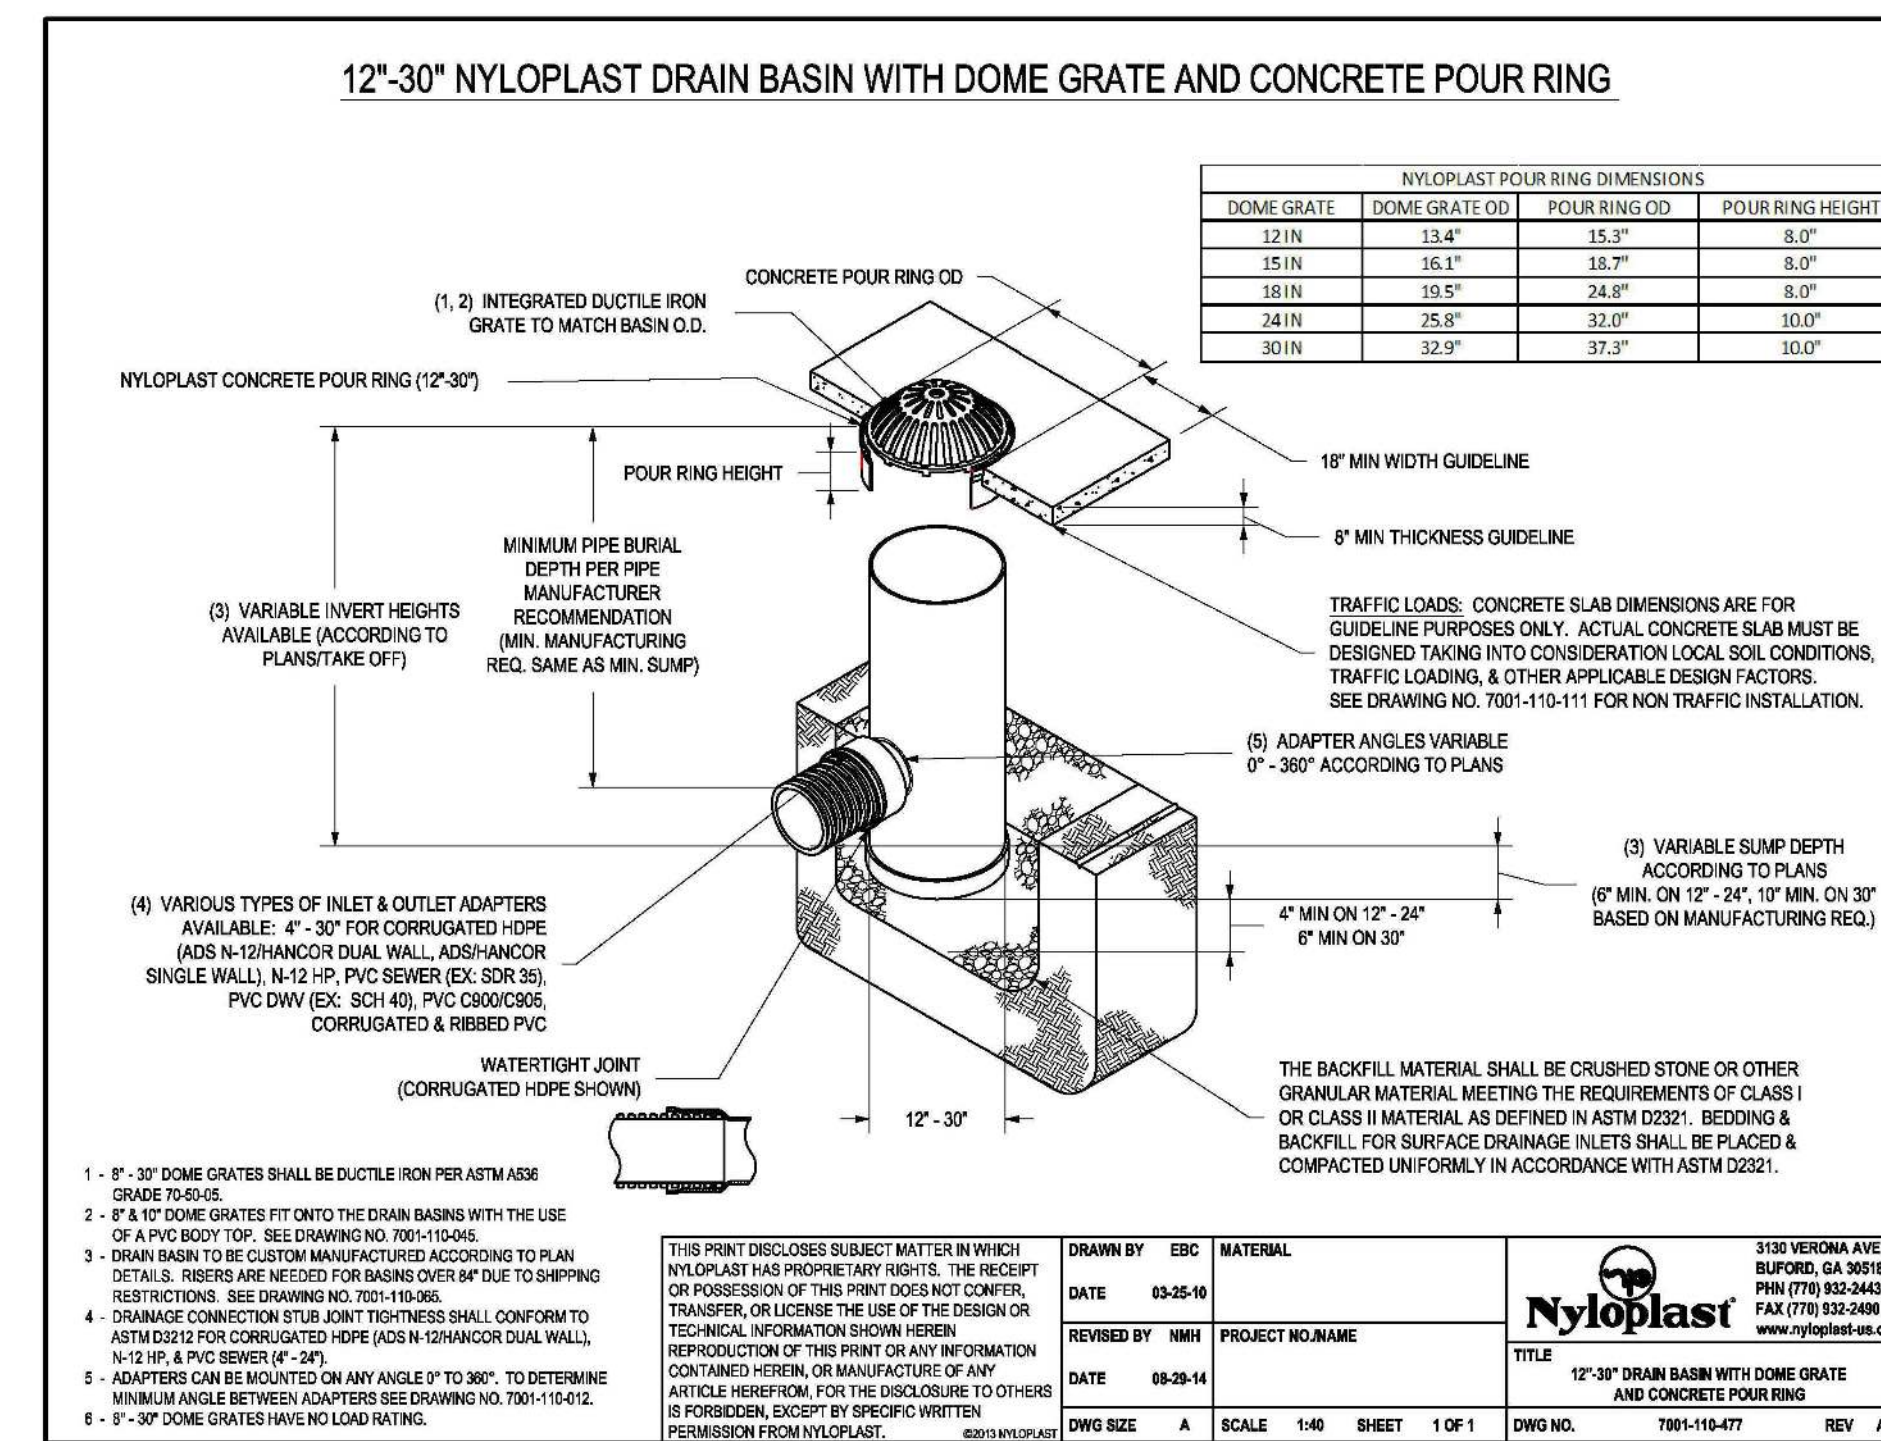 12"-30" NYLOPLAST DRAIN BASIN WITH DOME GRATE AND CONCRETE POUR RING
NYLOPLAST POUR RING DIMENSIONS
DOME GRATE DOME GRATE OD POUR RING OD POUR RING HEIGHT
12 IN 13.4" 15.3" 8.0"
15 IN 16.1" 18.7" 8.0"
18 IN 19.5" 24.8" 8.0"
24 IN 25.8" 32.0" 10.0"
30 IN 32.9" 37.3" 10.0"
CONCRETE POUR RING OD
(1, 2) INTEGRATED DUCTILE IRON
GRATE TO MATCH BASIN O.D.
NYLOPLAST CONCRETE POUR RING (12"-30")
POUR RING HEIGHT
18" MIN WIDTH GUIDELINE
8" MIN THICKNESS GUIDELINE
MINIMUM PIPE BURIAL
DEPTH PER PIPE
MANUFACTURER
RECOMMENDATION
(MIN. MANUFACTURING
REQ. SAME AS MIN. SUMP)
(3) VARIABLE INVERT HEIGHTS
AVAILABLE (ACCORDING TO
PLANS/TAKE OFF)
TRAFFIC LOADS: CONCRETE SLAB DIMENSIONS ARE FOR
GUIDELINE PURPOSES ONLY. ACTUAL CONCRETE SLAB MUST BE
DESIGNED TAKING INTO CONSIDERATION LOCAL SOIL CONDITIONS,
TRAFFIC LOADING, & OTHER APPLICABLE DESIGN FACTORS.
SEE DRAWING NO. 7001-110-111 FOR NON TRAFFIC INSTALLATION.
(5) ADAPTER ANGLES VARIABLE
0° - 360° ACCORDING TO PLANS
(3) VARIABLE SUMP DEPTH
ACCORDING TO PLANS
(6" MIN. ON 12" - 24", 10" MIN. ON 30"
BASED ON MANUFACTURING REQ.)
4" MIN ON 12" - 24"
6" MIN ON 30"
(4) VARIOUS TYPES OF INLET & OUTLET ADAPTERS
AVAILABLE: 4" - 30" FOR CORRUGATED HDPE
(ADS N-12/HANCOR DUAL WALL, ADS/HANCOR
SINGLE WALL), N-12 HP, PVC SEWER (EX: SDR 35),
PVC DWV (EX: SCH 40), PVC C900/C905,
CORRUGATED & RIBBED PVC
WATERTIGHT JOINT
(CORRUGATED HDPE SHOWN)
12" - 30"
THE BACKFILL MATERIAL SHALL BE CRUSHED STONE OR OTHER
GRANULAR MATERIAL MEETING THE REQUIREMENTS OF CLASS I
OR CLASS II MATERIAL AS DEFINED IN ASTM D2321. BEDDING &
BACKFILL FOR SURFACE DRAINAGE INLETS SHALL BE PLACED &
COMPACTED UNIFORMLY IN ACCORDANCE WITH ASTM D2321.
1 - 8" - 30" DOME GRATES SHALL BE DUCTILE IRON PER ASTM A536
GRADE 70-50-05.
2 - 8" & 10" DOME GRATES FIT ONTO THE DRAIN BASINS WITH THE USE
OF A PVC BODY TOP. SEE DRAWING NO. 7001-110-045.
3 - DRAIN BASIN TO BE CUSTOM MANUFACTURED ACCORDING TO PLAN
DETAILS. RISERS ARE NEEDED FOR BASINS OVER 84" DUE TO SHIPPING
RESTRICTIONS. SEE DRAWING NO. 7001-110-065.
4 - DRAINAGE CONNECTION STUB JOINT TIGHTNESS SHALL CONFORM TO
ASTM D3212 FOR CORRUGATED HDPE (ADS N-12/HANCOR DUAL WALL),
N-12 HP, & PVC SEWER (4" - 24").
5 - ADAPTERS CAN BE MOUNTED ON ANY ANGLE 0° TO 360°. TO DETERMINE
MINIMUM ANGLE BETWEEN ADAPTERS SEE DRAWING NO. 7001-110-012.
6 - 8" - 30" DOME GRATES HAVE NO LOAD RATING.
THIS PRINT DISCLOSES SUBJECT MATTER IN WHICH
NYLOPLAST HAS PROPRIETARY RIGHTS. THE RECEIPT
OR POSSESSION OF THIS PRINT DOES NOT CONFER,
TRANSFER, OR LICENSE THE USE OF THE DESIGN OR
TECHNICAL INFORMATION SHOWN HEREIN
REPRODUCTION OF THIS PRINT OR ANY INFORMATION
CONTAINED HEREIN, OR MANUFACTURE OF ANY
ARTICLE HEREFROM, FOR THE DISCLOSURE TO OTHERS
IS FORBIDDEN, EXCEPT BY SPECIFIC WRITTEN
PERMISSION FROM NYLOPLAST. ©2013 NYLOPLAST
DRAWN BY EBC
DATE 03-25-10
REVISED BY NMH
DATE 08-29-14
DWG SIZE A
MATERIAL
PROJECT NO./NAME
SCALE 1:40 SHEET 1 OF 1
Nyloplast
3130 VERONA AVE
BUFORD, GA 30518
PHN (770) 932-2443
FAX (770) 932-2490
www.nyloplast-us.c
TITLE
12"-30" DRAIN BASIN WITH DOME GRATE
AND CONCRETE POUR RING
DWG NO. 7001-110-477 REV